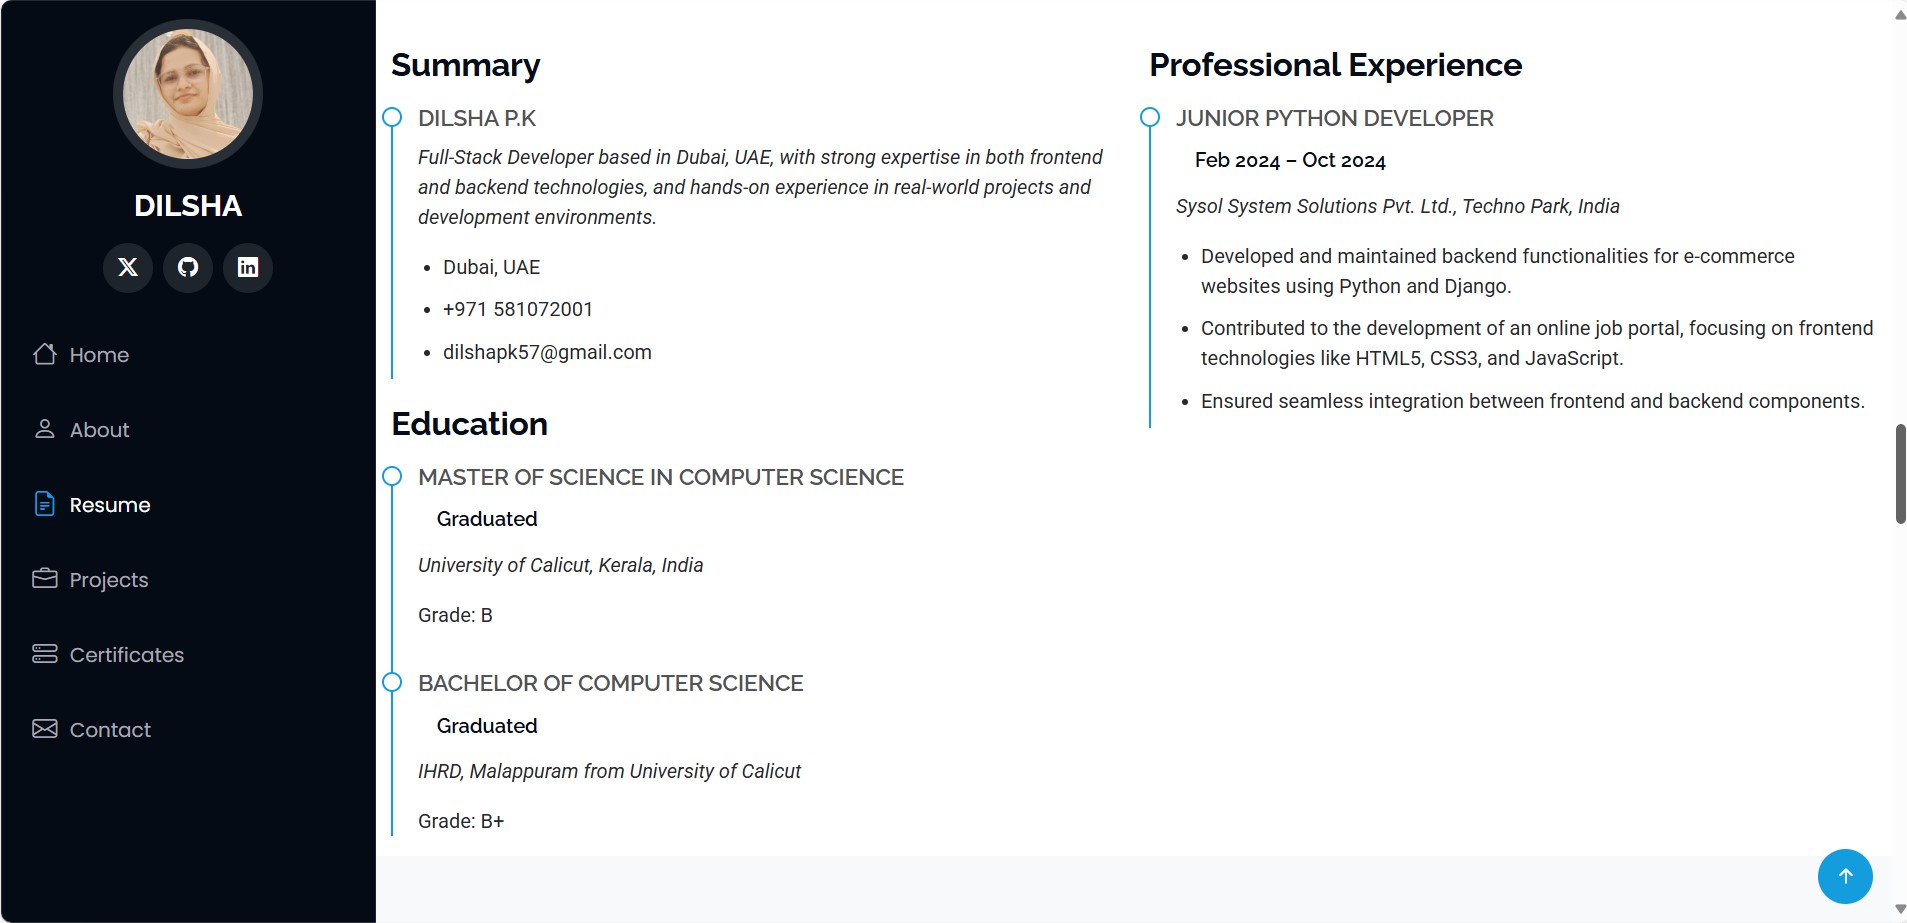 DILSHA
Home
About
Resume
Projects
Certificates
Contact
Summary
DILSHA P.K
Full-Stack Developer based in Dubai, UAE, with strong expertise in both frontend
and backend technologies, and hands-on experience in real-world projects and
development environments.
• Dubai, UAE
• +971 581072001
• dilshapk57@gmail.com
Education
MASTER OF SCIENCE IN COMPUTER SCIENCE
Graduated
University of Calicut, Kerala, India
Grade: B
BACHELOR OF COMPUTER SCIENCE
Graduated
IHRD, Malappuram from University of Calicut
Grade: B+
Professional Experience
JUNIOR PYTHON DEVELOPER
Feb 2024 – Oct 2024
Sysol System Solutions Pvt. Ltd., Techno Park, India
• Developed and maintained backend functionalities for e-commerce
websites using Python and Django.
• Contributed to the development of an online job portal, focusing on frontend
technologies like HTML5, CSS3, and JavaScript.
• Ensured seamless integration between frontend and backend components.